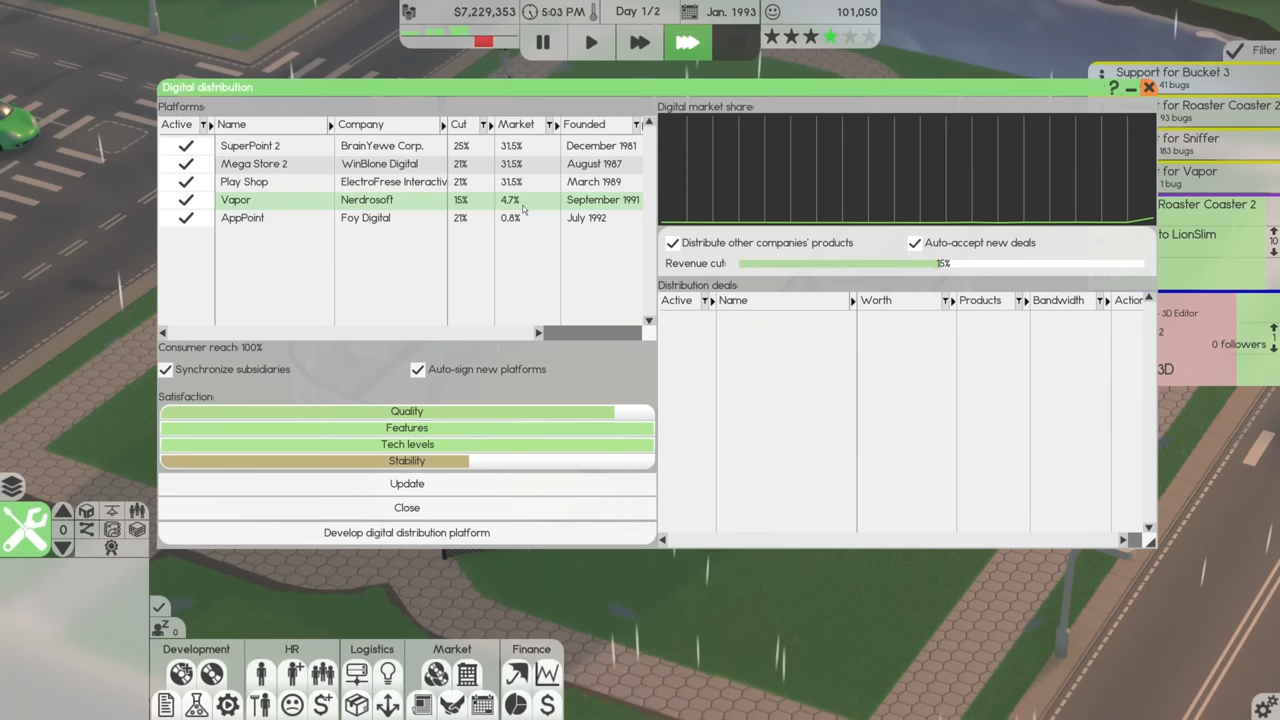 $7,229,353 5:03 PM Day 1/2 Jan. 1993 101,050
Filter
Digital distribution ?
Platforms: Digital market share:
Active Name Company Cut Market Founded
SuperPoint 2 BrainYewe Corp. 25% 31.5% December 1981
Mega Store 2 WinBlone Digital 21% 31.5% August 1987
Play Shop ElectroFrese Interactiv 21% 31.5% March 1989
Vapor Nerdrosoft 15% 4.7% September 1991
AppPoint Foy Digital 21% 0.8% July 1992
Distribute other companies' products Auto-accept new deals
Revenue cut: 15%
Distribution deals:
Active Name Worth Products Bandwidth Action
Consumer reach: 100%
Synchronize subsidiaries Auto-sign new platforms
Satisfaction:
Quality
Features
Tech levels
Stability
Update
Close
Develop digital distribution platform
Support for Bucket 3
41 bugs
t for Roaster Coaster 2
93 bugs
t for Sniffer
183 bugs
t for Vapor
1 bug
Roaster Coaster 2
to LionSlim
10
- 3D Editor
2
1
0 followers
3D
0
z 0
Development HR Logistics Market Finance